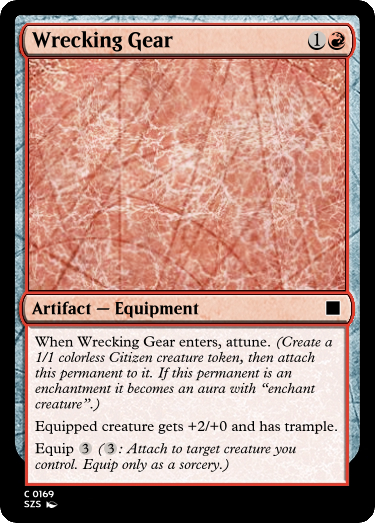 Wrecking Gear 1
Artifact — Equipment
When Wrecking Gear enters, attune. (Create a
1/1 colorless Citizen creature token, then attach
this permanent to it. If this permanent is an
enchantment it becomes an aura with “enchant
creature”.)
Equipped creature gets +2/+0 and has trample.
Equip 3 (3: Attach to target creature you
control. Equip only as a sorcery.)
C 0169
SZS